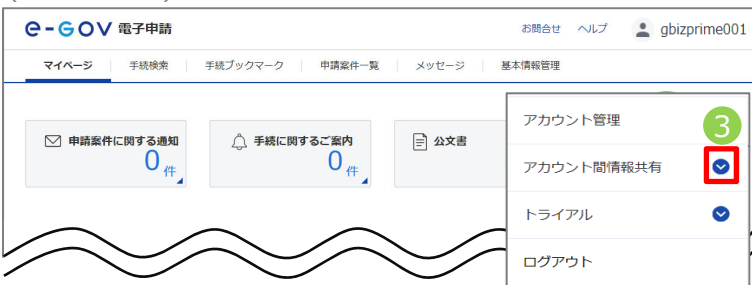 e-GOV 電子申請 お問合せ ヘルプ gbizprime001
マイページ 手続検索 手続ブックマーク 申請案件一覧 メッセージ 基本情報管理
申請案件に関する通知
0 件
手続に関するご案内
0 件
公文書
アカウント管理
3
アカウント間情報共有
トライアル
ログアウト